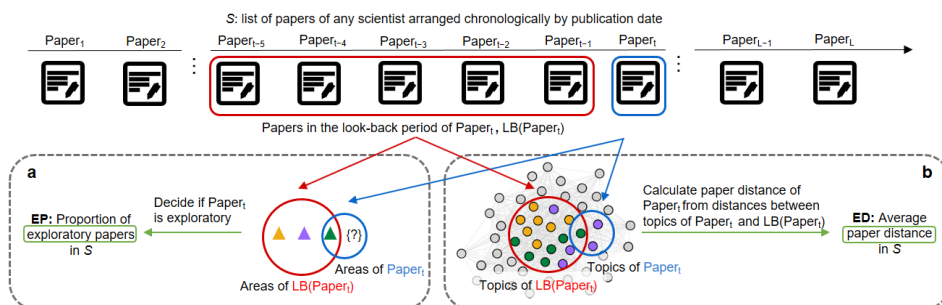 S: list of papers of any scientist arranged chronologically by publication date
Paper1 Paper2 Papert−5 Papert−4 Papert−3 Papert−2 Papert−1 Papert PaperL−1 PaperL
Papers in the look-back period of Papert , LB(Papert)
a
Decide if Papert
is exploratory
EP: Proportion of
exploratory papers
in S
{?}
Areas of Papert
Areas of LB(Papert)
b
Calculate paper distance of
Papert from distances between
topics of Papert and LB(Papert)
ED: Average
paper distance
in S
Topics of Papert
Topics of LB(Papert)